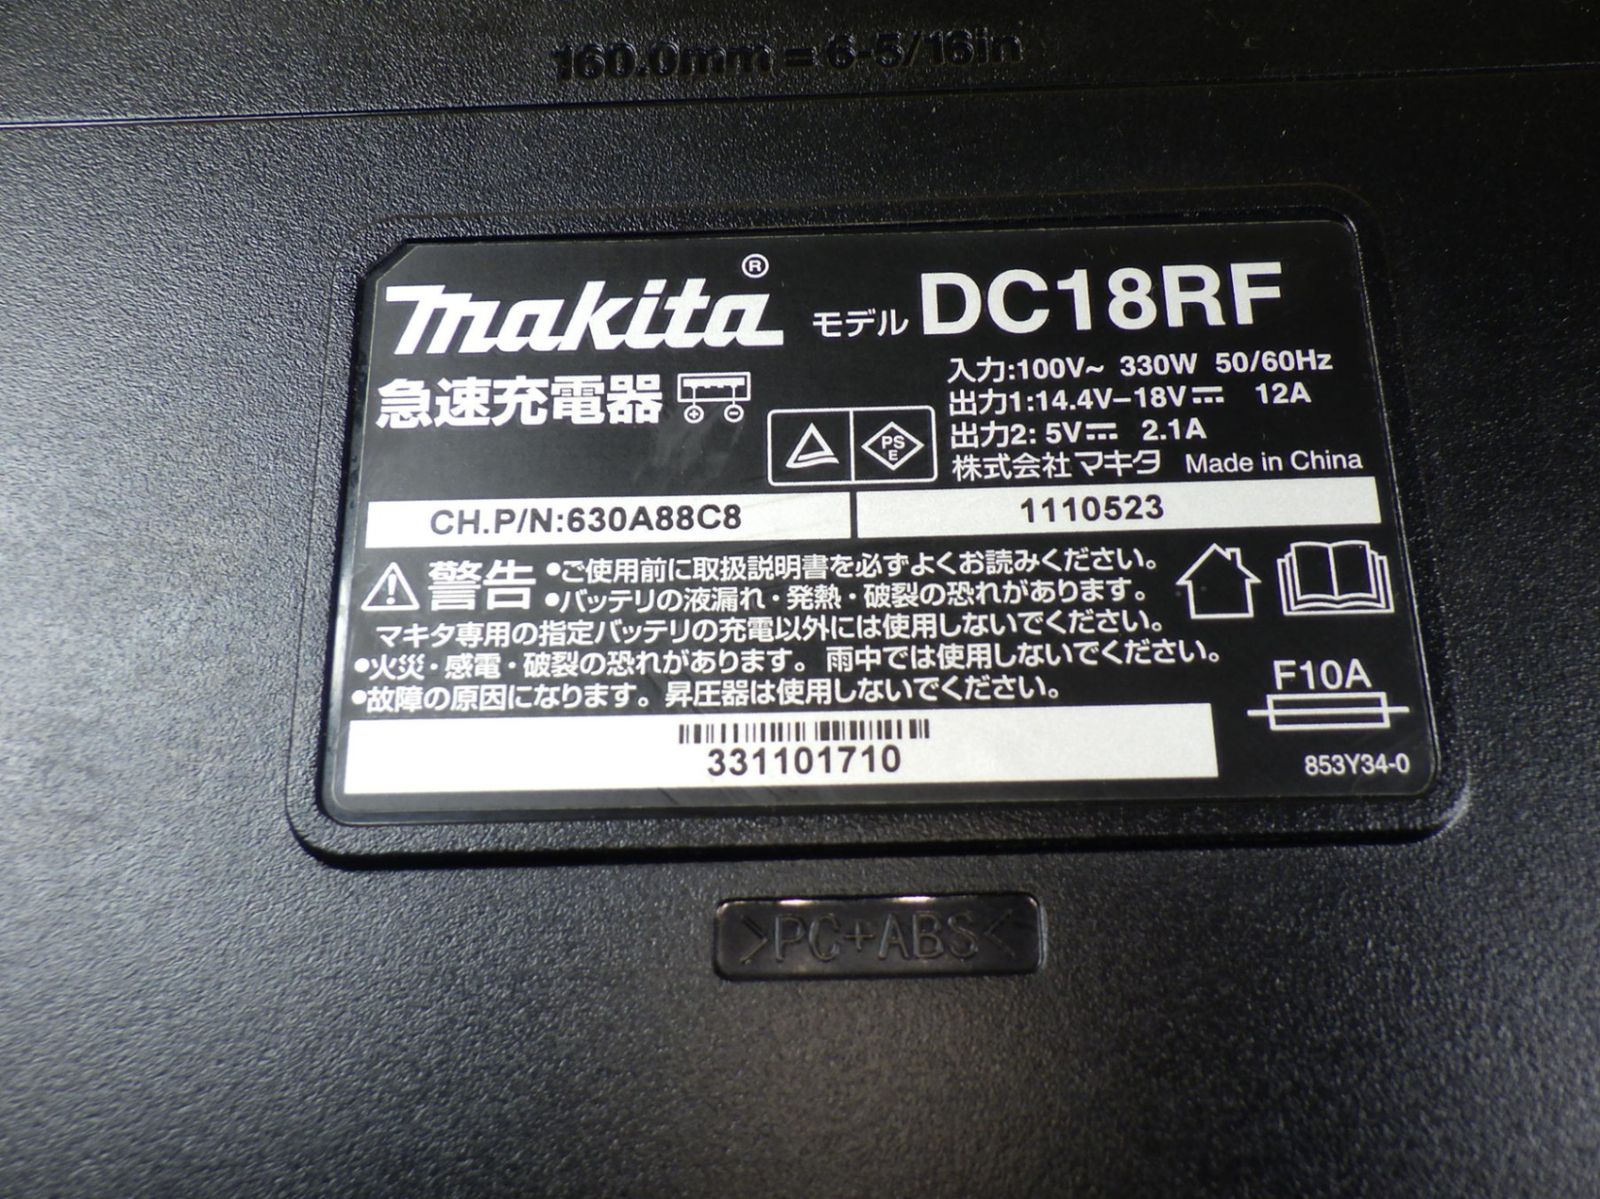 160.0mm = 6-5/16in
makita® モデル DC18RF
急速充電器
入力:100V~ 330W 50/60Hz
出力1:14.4V–18V⎓ 12A
出力2: 5V⎓ 2.1A
株式会社マキタ Made in China
PS
E
CH.P/N:630A88C8
1110523
⚠警告 •ご使用前に取扱説明書を必ずよくお読みください。
•バッテリの液漏れ・発熱・破裂の恐れがあります。
マキタ専用の指定バッテリの充電以外には使用しないでください。
•火災・感電・破裂の恐れがあります。雨中では使用しないでください。
•故障の原因になります。昇圧器は使用しないでください。
F10A
331101710
853Y34-0
>PC+ABS<